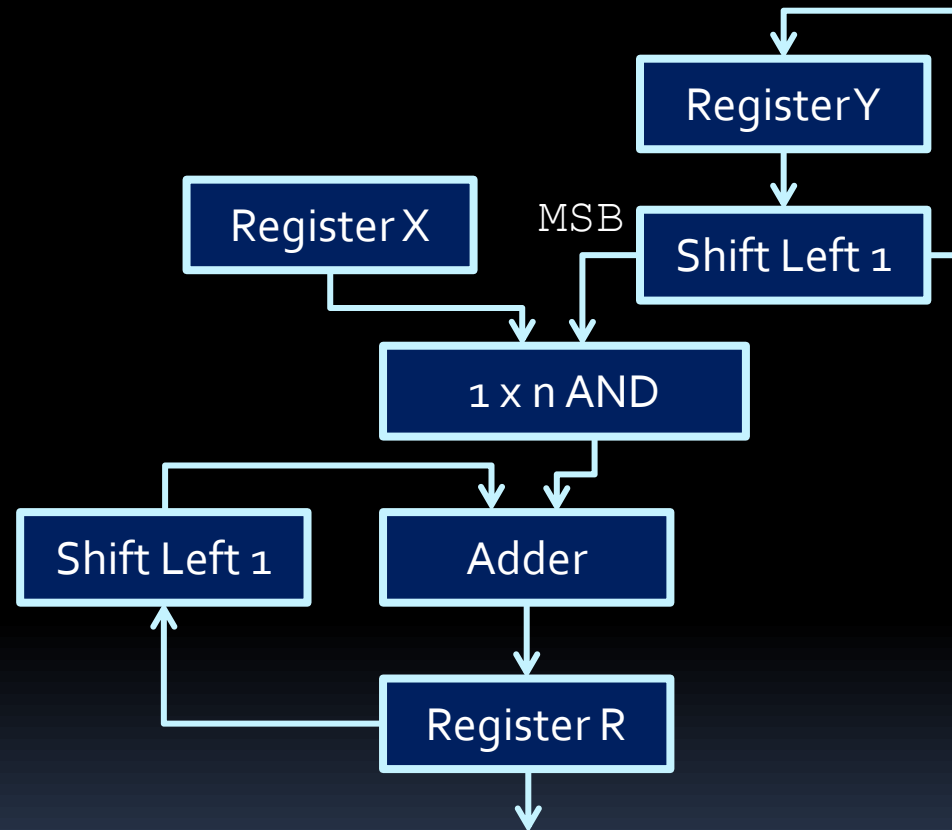 Register Y
Register X
MSB
Shift Left 1
1 x n AND
Shift Left 1
Adder
Register R